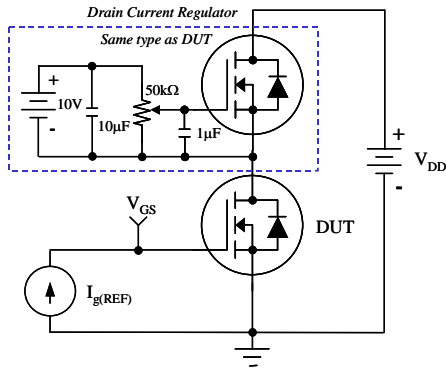 Drain Current Regulator
Same type as DUT
+
10V
-
10μF
50kΩ
1μF
+
V_DD
-
V_GS
DUT
I_g(REF)